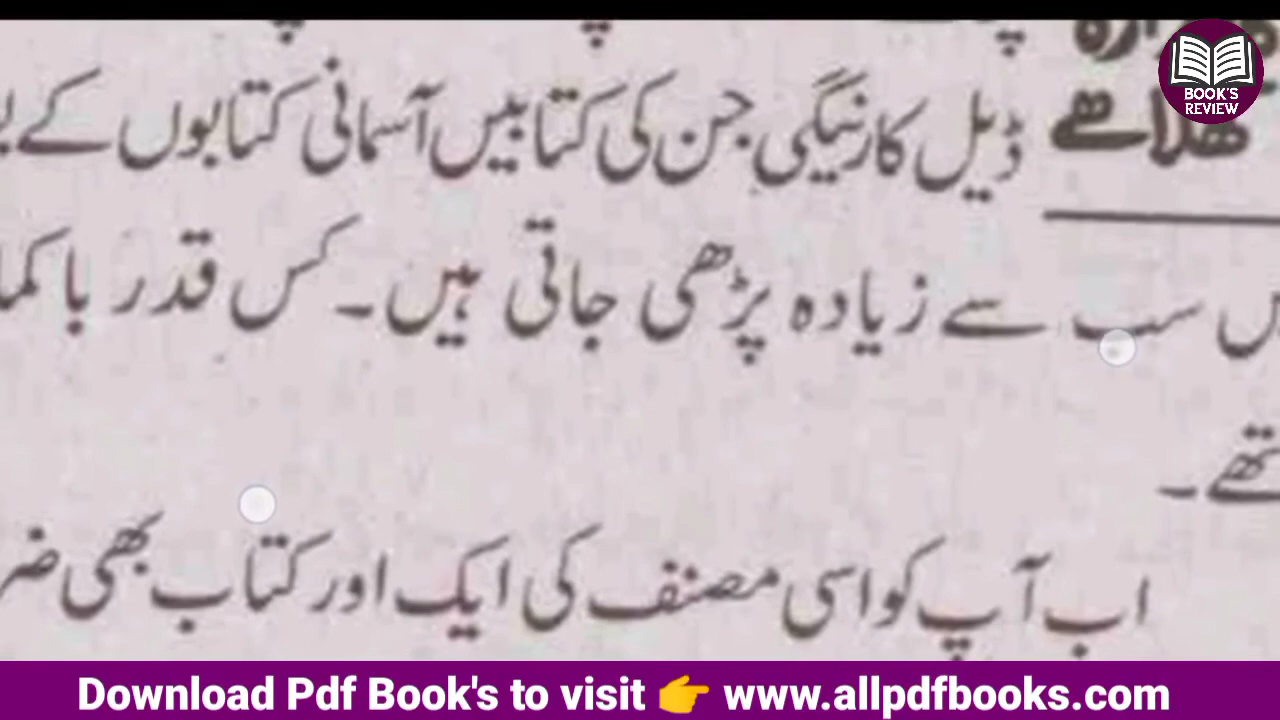 BOOK'S
REVIEW
ڈیل کارنیگی جن کی کتابیں آسمانی کتابوں کے
سب سے زیادہ پڑھی جاتی ہیں۔ کس قدر
تھے۔
اب آپ کو اسی مصنف کی ایک اور کتاب بھی
Download Pdf Book's to visit 👉 www.allpdfbooks.com